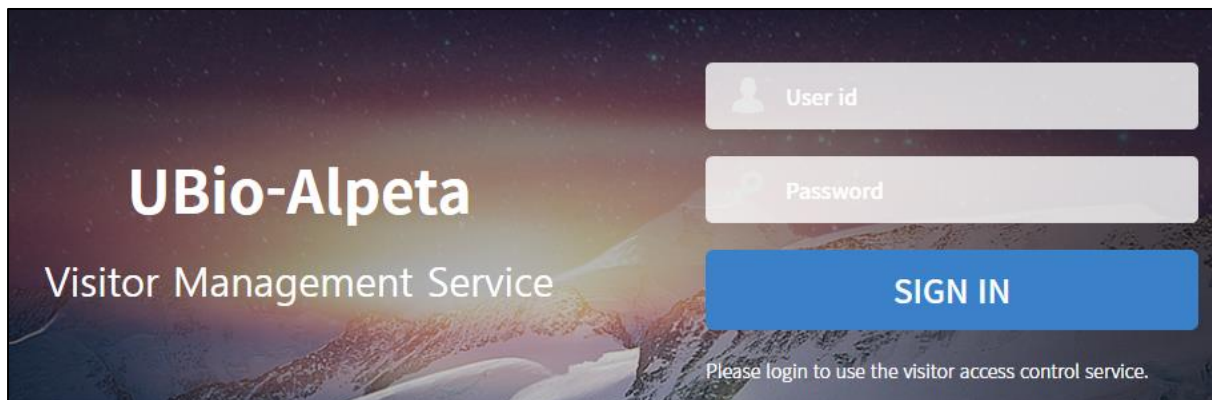 UBio-Alpeta
Visitor Management Service
User id
Password
SIGN IN
Please login to use the visitor access control service.